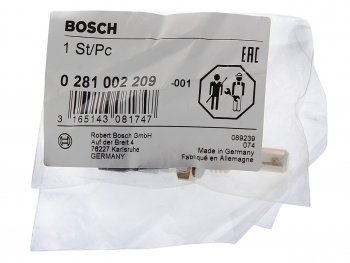 BOSCH
1 St/Pc
EAC
0 281 002 209 -001
3 165143 081747
Robert Bosch GmbH
Auf der Breit 4
76227 Karlsruhe
GERMANY
089239
074
Made in Germany
Fabriqué en Allemagne